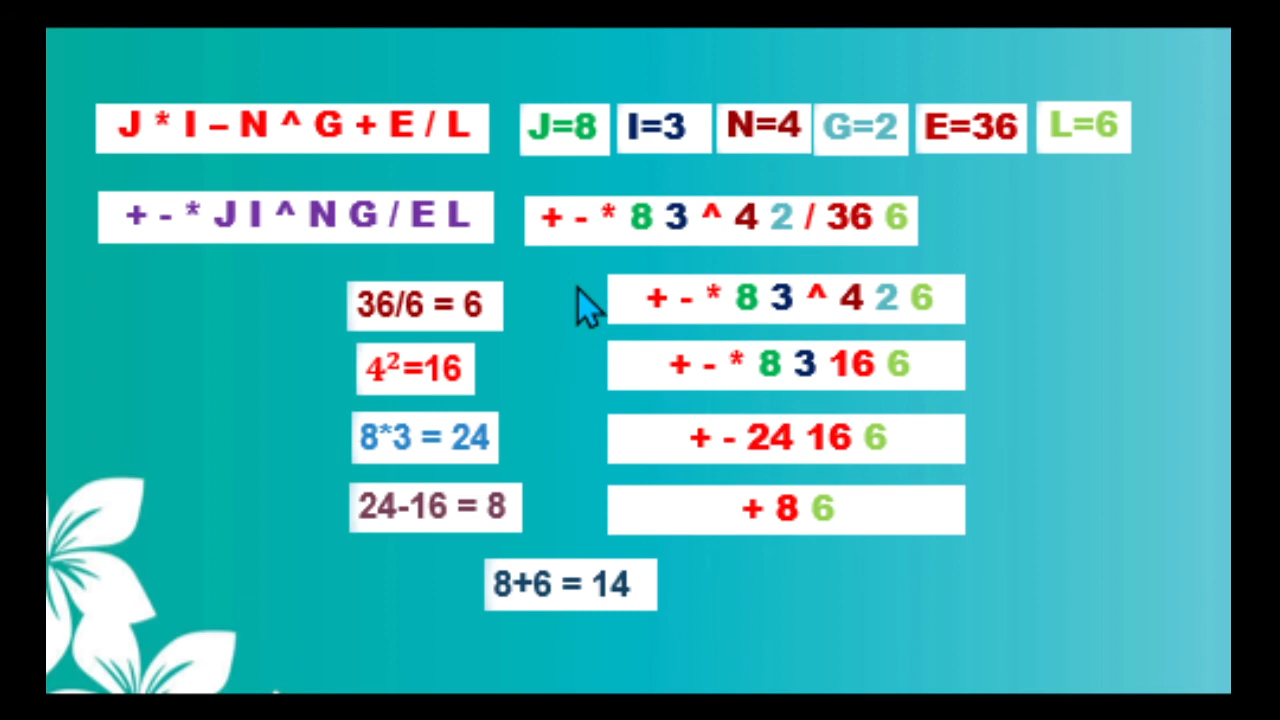 J * I – N ^ G + E / L J=8 I=3 N=4 G=2 E=36 L=6
+ - * J I ^ N G / E L + - * 8 3 ^ 4 2 / 36 6
36/6 = 6 + - * 8 3 ^ 4 2 6
4²=16 + - * 8 3 16 6
8*3 = 24 + - 24 16 6
24-16 = 8 + 8 6
8+6 = 14